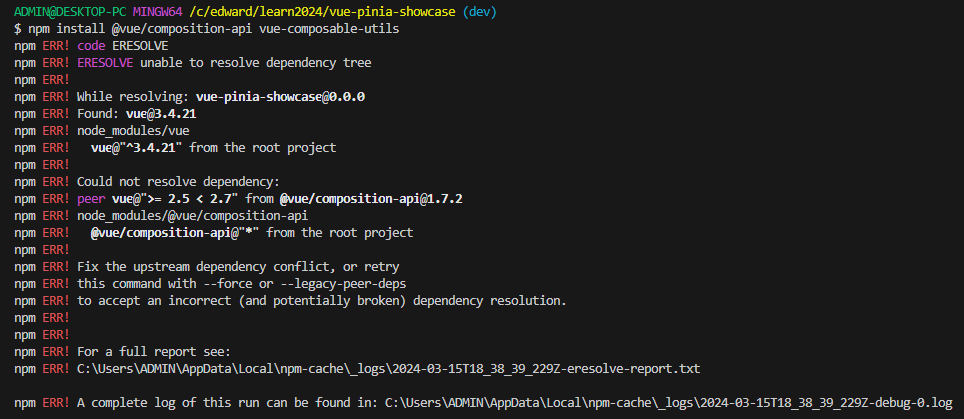 ADMIN@DESKTOP-PC MINGW64 /c/edward/learn2024/vue-pinia-showcase (dev)
$ npm install @vue/composition-api vue-composable-utils
npm ERR! code ERESOLVE
npm ERR! ERESOLVE unable to resolve dependency tree
npm ERR!
npm ERR! While resolving: vue-pinia-showcase@0.0.0
npm ERR! Found: vue@3.4.21
npm ERR! node_modules/vue
npm ERR!   vue@"^3.4.21" from the root project
npm ERR!
npm ERR! Could not resolve dependency:
npm ERR! peer vue@">= 2.5 < 2.7" from @vue/composition-api@1.7.2
npm ERR! node_modules/@vue/composition-api
npm ERR!   @vue/composition-api@"*" from the root project
npm ERR!
npm ERR! Fix the upstream dependency conflict, or retry
npm ERR! this command with --force or --legacy-peer-deps
npm ERR! to accept an incorrect (and potentially broken) dependency resolution.
npm ERR!
npm ERR!
npm ERR! For a full report see:
npm ERR! C:\Users\ADMIN\AppData\Local\npm-cache\_logs\2024-03-15T18_38_39_229Z-eresolve-report.txt
npm ERR! A complete log of this run can be found in: C:\Users\ADMIN\AppData\Local\npm-cache\_logs\2024-03-15T18_38_39_229Z-debug-0.log